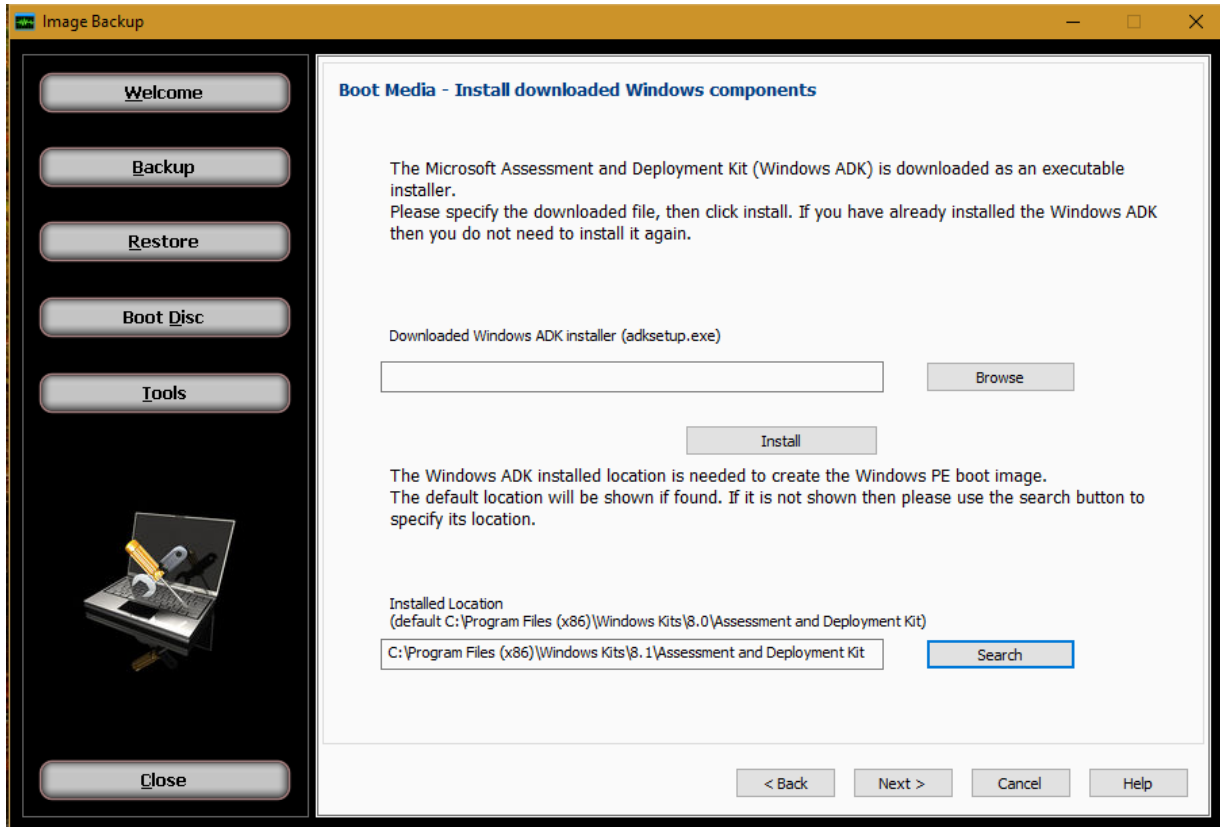 Image Backup
Welcome
Backup
Restore
Boot Disc
Tools
Close
Boot Media - Install downloaded Windows components
The Microsoft Assessment and Deployment Kit (Windows ADK) is downloaded as an executable
installer.
Please specify the downloaded file, then click install. If you have already installed the Windows ADK
then you do not need to install it again.
Downloaded Windows ADK installer (adksetup.exe)
Browse
Install
The Windows ADK installed location is needed to create the Windows PE boot image.
The default location will be shown if found. If it is not shown then please use the search button to
specify its location.
Installed Location
(default C:\Program Files (x86)\Windows Kits\8.0\Assessment and Deployment Kit)
C:\Program Files (x86)\Windows Kits\8.1\Assessment and Deployment Kit
Search
< Back
Next >
Cancel
Help